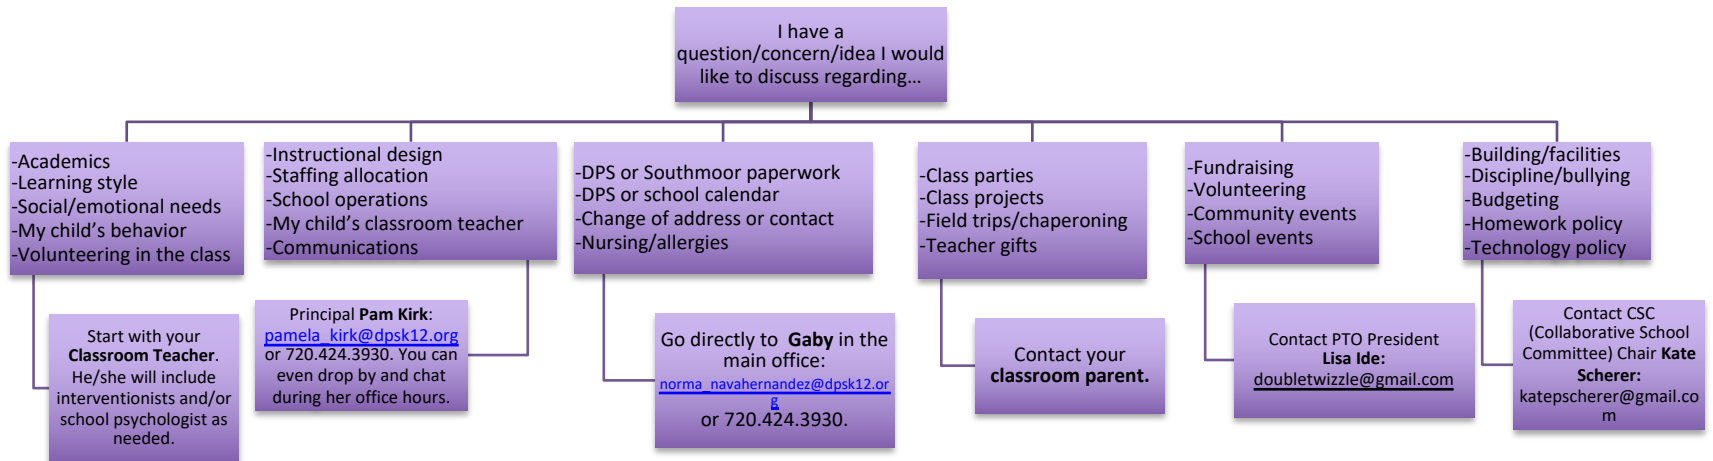 I have a
question/concern/idea I would
like to discuss regarding…
-Academics
-Learning style
-Social/emotional needs
-My child’s behavior
-Volunteering in the class
-Instructional design
-Staffing allocation
-School operations
-My child’s classroom teacher
-Communications
-DPS or Southmoor paperwork
-DPS or school calendar
-Change of address or contact
-Nursing/allergies
-Class parties
-Class projects
-Field trips/chaperoning
-Teacher gifts
-Fundraising
-Volunteering
-Community events
-School events
-Building/facilities
-Discipline/bullying
-Budgeting
-Homework policy
-Technology policy
Start with your
Classroom Teacher.
He/she will include
interventionists and/or
school psychologist as
needed.
Principal Pam Kirk:
pamela_kirk@dpsk12.org
or 720.424.3930. You can
even drop by and chat
during her office hours.
Go directly to Gaby in the
main office:
norma_navahernandez@dpsk12.or
g
or 720.424.3930.
Contact your
classroom parent.
Contact PTO President
Lisa Ide:
doubletwizzle@gmail.com
Contact CSC
(Collaborative School
Committee) Chair Kate
Scherer:
katepscherer@gmail.co
m